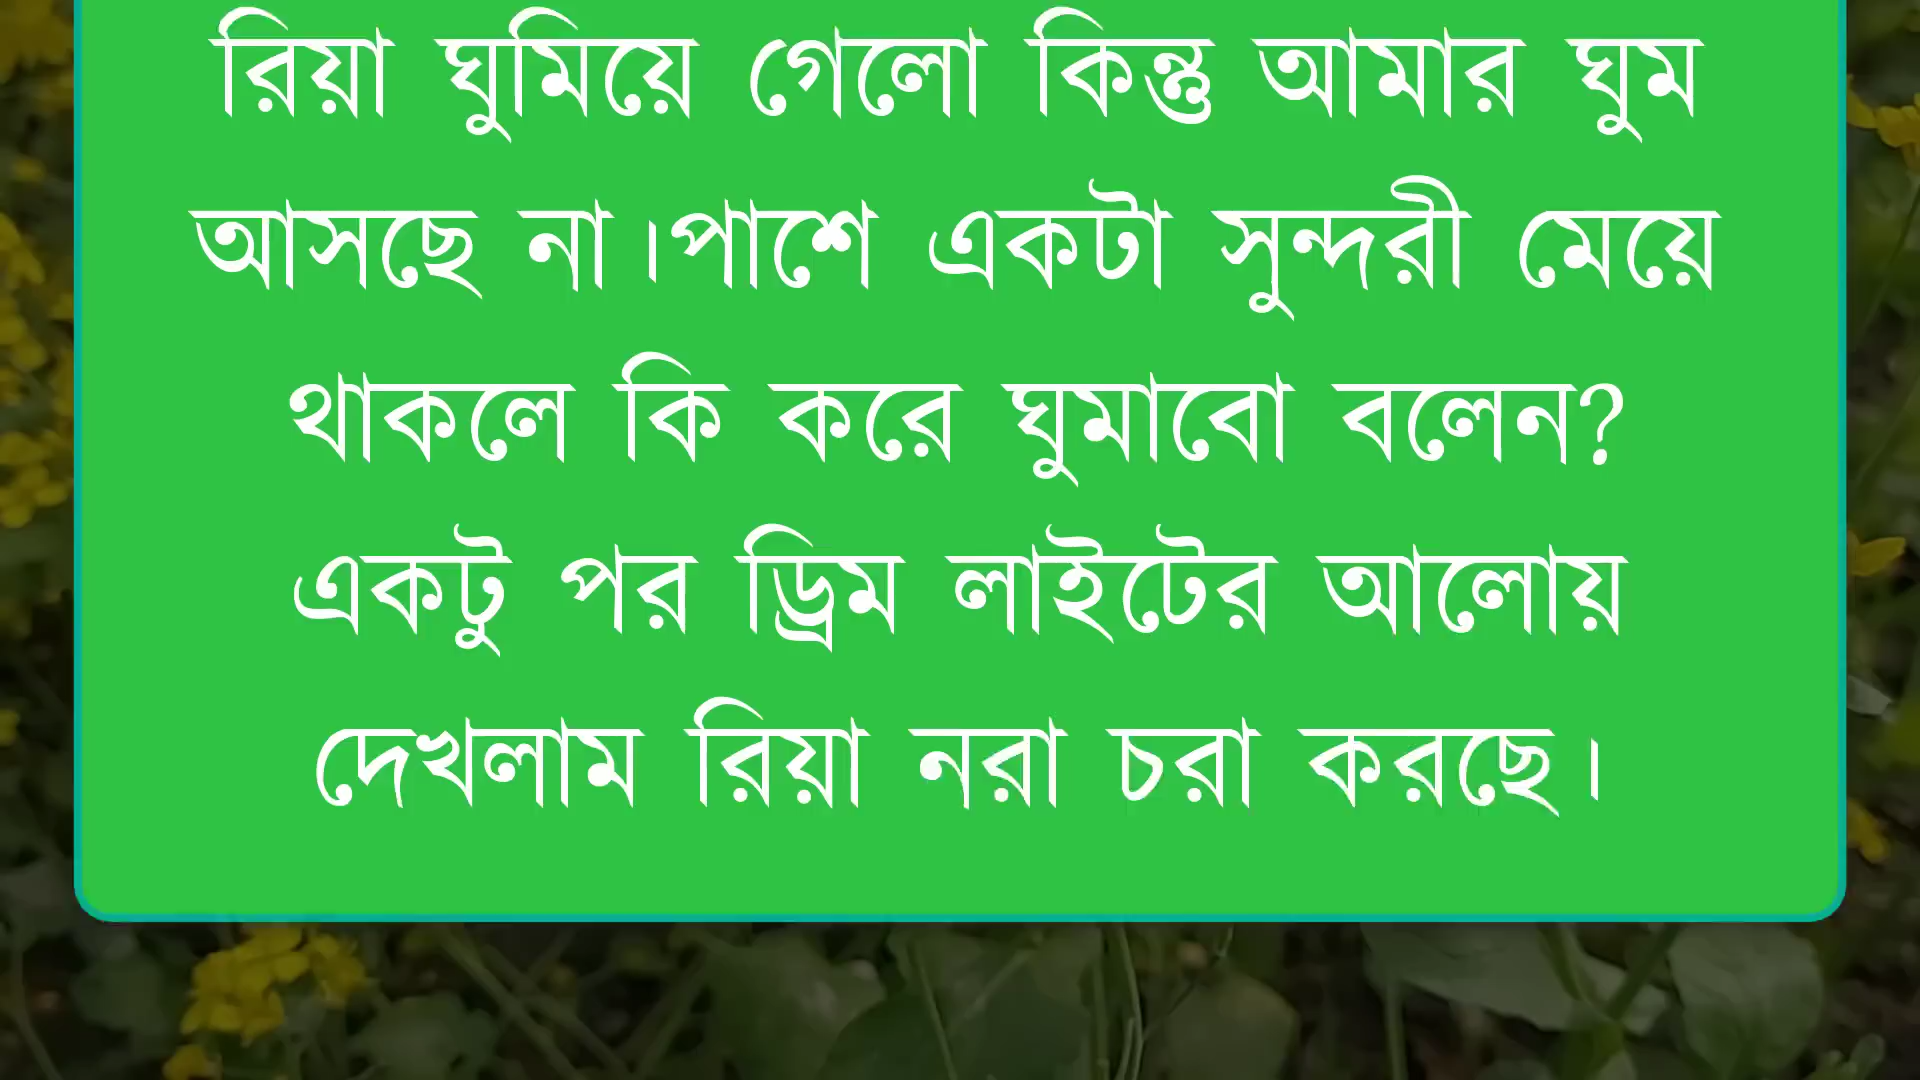 রিয়া ঘুমিয়ে গেলো কিন্তু আমার ঘুম
আসছে না।পাশে একটা সুন্দরী মেয়ে
থাকলে কি করে ঘুমাবো বলেন?
একটু পর ড্রিম লাইটের আলোয়
দেখলাম রিয়া নরা চরা করছে।